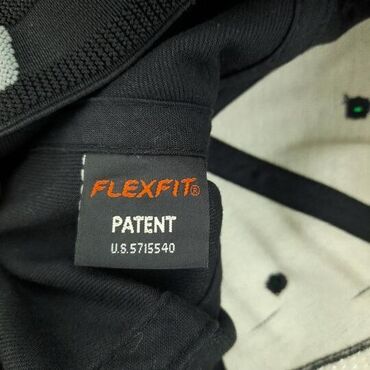 FLEXFIT®
PATENT
U.S. 5715540